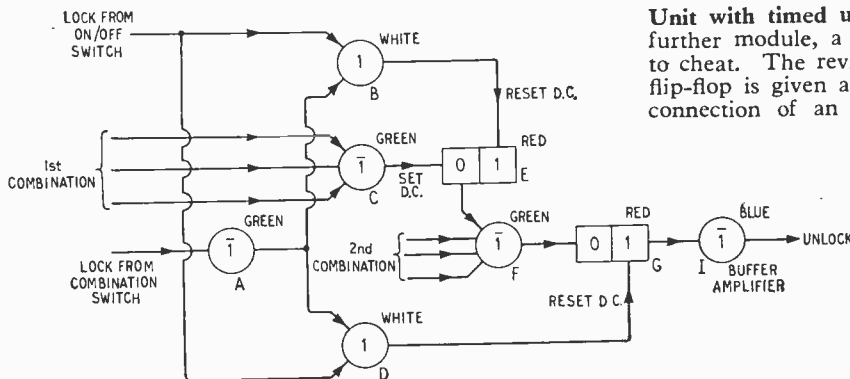 LOCK FROM
ON/OFF
SWITCH
WHITE
1
B
RESET D.C.
Unit with timed u
further module, a
to cheat. The rev
flip-flop is given a
connection of an
1st
COMBINATION
GREEN
1̄
C
SET
D.C.
RED
0 1
E
LOCK FROM
COMBINATION
SWITCH
GREEN
1̄
A
2nd
COMBINATION
GREEN
1̄
F
RED
0 1
G
BLUE
1̄
I
BUFFER
AMPLIFIER
UNLOCK
RESET D.C.
WHITE
1
D